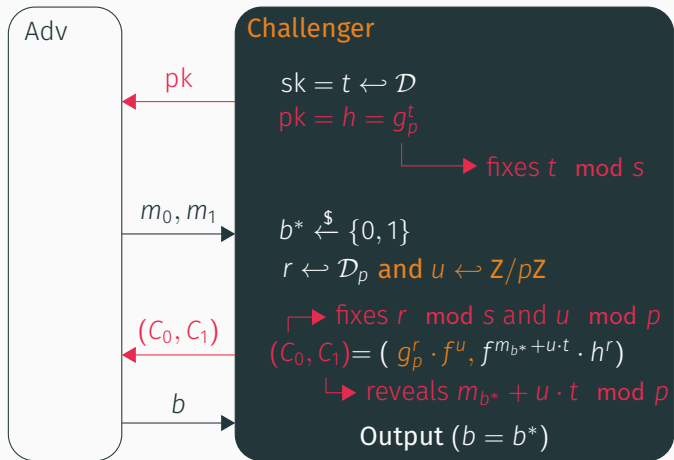 Adv
Challenger
pk
sk = t ↩ 𝒟
pk = h = g_p^t
fixes t mod s
m_0, m_1
b* ←$ {0, 1}
r ↩ 𝒟_p and u ↩ Z/pZ
fixes r mod s and u mod p
(C_0, C_1)
(C_0, C_1)= ( g_p^r · f^u, f^{m_{b*}+u·t} · h^r)
reveals m_{b*} + u · t mod p
b
Output (b = b*)